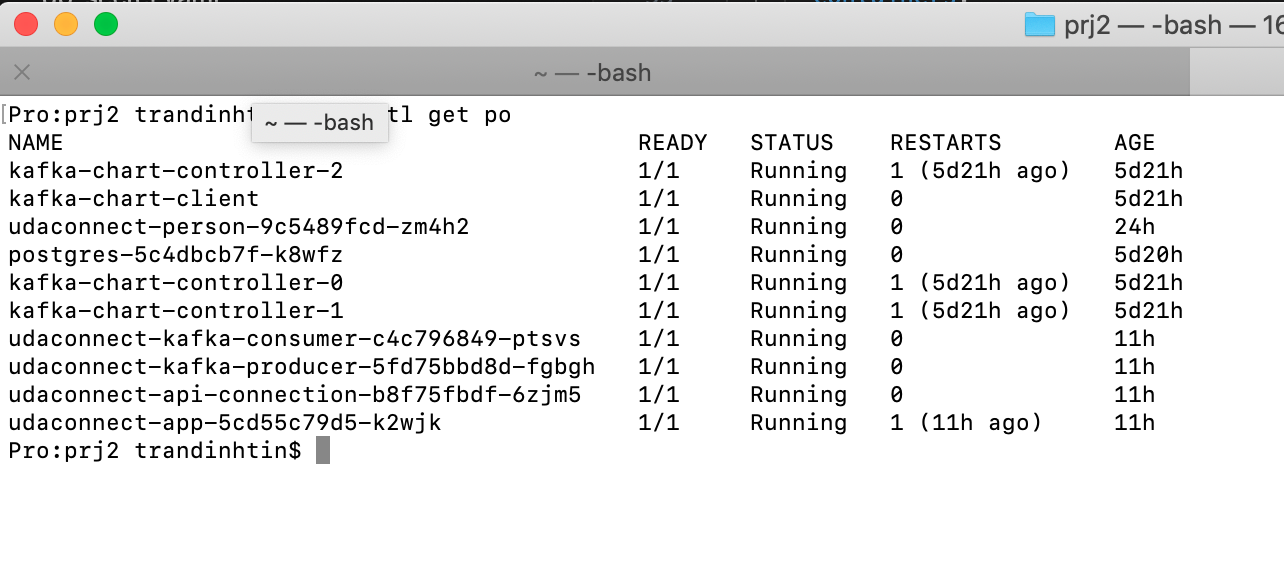 prj2 — -bash — 16
~ — -bash
Pro:prj2 trandinht tl get po
~ — -bash
NAME READY STATUS RESTARTS AGE
kafka-chart-controller-2 1/1 Running 1 (5d21h ago) 5d21h
kafka-chart-client 1/1 Running 0 5d21h
udaconnect-person-9c5489fcd-zm4h2 1/1 Running 0 24h
postgres-5c4dbcb7f-k8wfz 1/1 Running 0 5d20h
kafka-chart-controller-0 1/1 Running 1 (5d21h ago) 5d21h
kafka-chart-controller-1 1/1 Running 1 (5d21h ago) 5d21h
udaconnect-kafka-consumer-c4c796849-ptsvs 1/1 Running 0 11h
udaconnect-kafka-producer-5fd75bbd8d-fgbgh 1/1 Running 0 11h
udaconnect-api-connection-b8f75fbdf-6zjm5 1/1 Running 0 11h
udaconnect-app-5cd55c79d5-k2wjk 1/1 Running 1 (11h ago) 11h
Pro:prj2 trandinhtin$